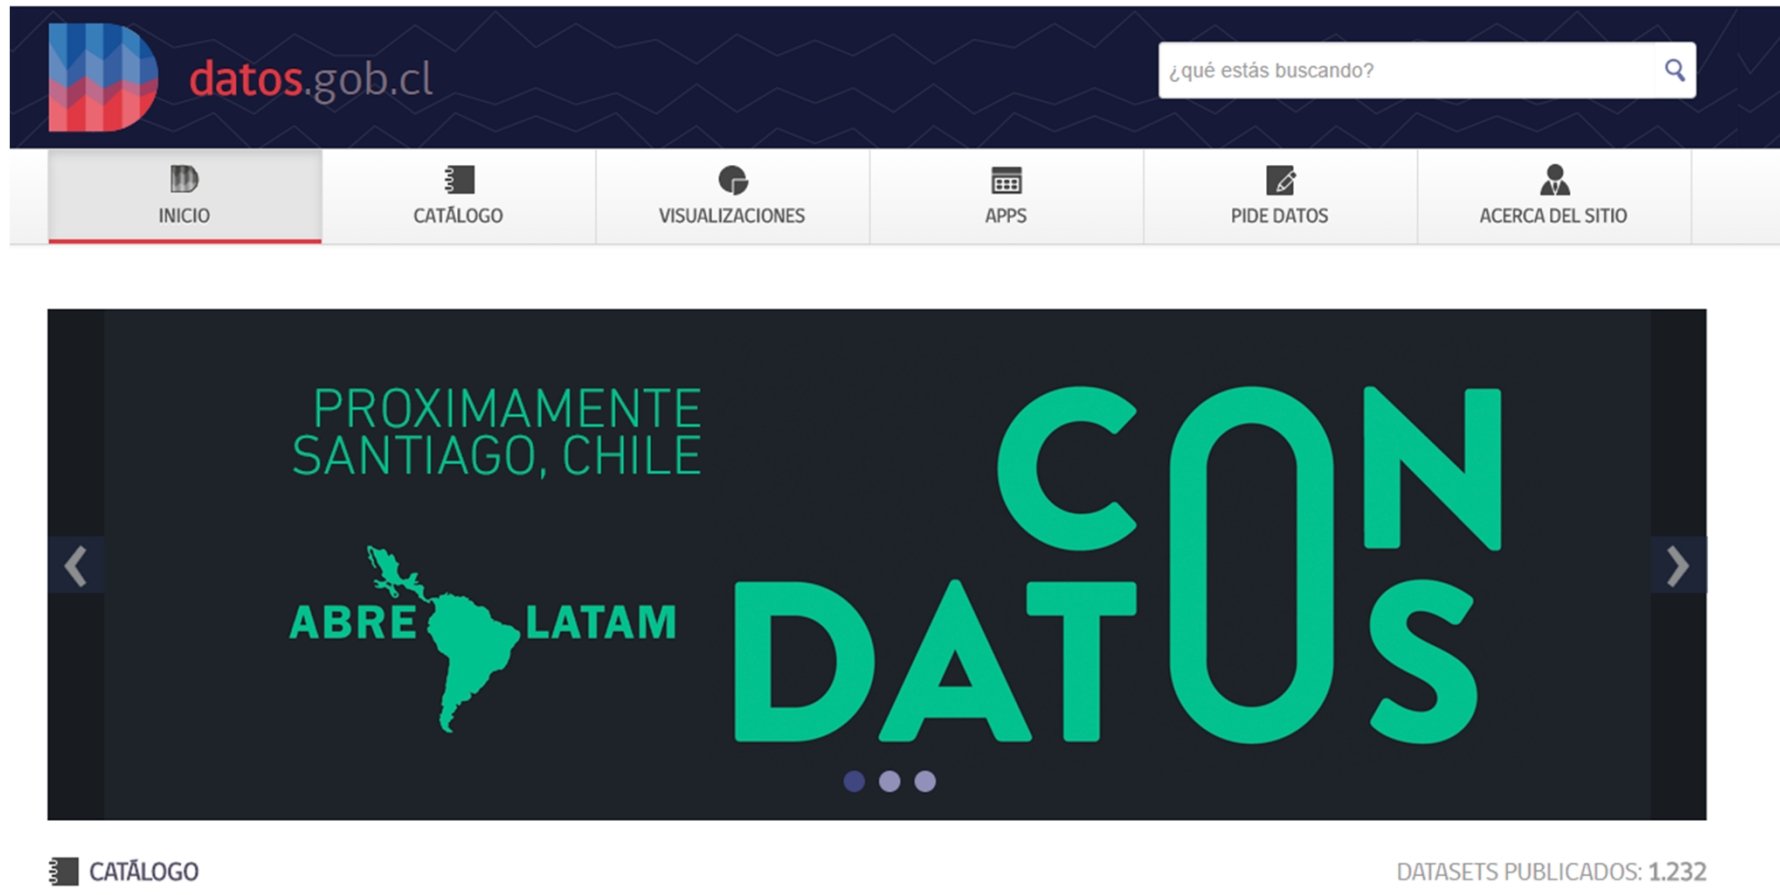 datos.gob.cl
¿qué estás buscando?
INICIO
CATÁLOGO
VISUALIZACIONES
APPS
PIDE DATOS
ACERCA DEL SITIO
PROXIMAMENTE
SANTIAGO, CHILE
ABRE LATAM
CON
DATOS
CATÁLOGO
DATASETS PUBLICADOS: 1.232